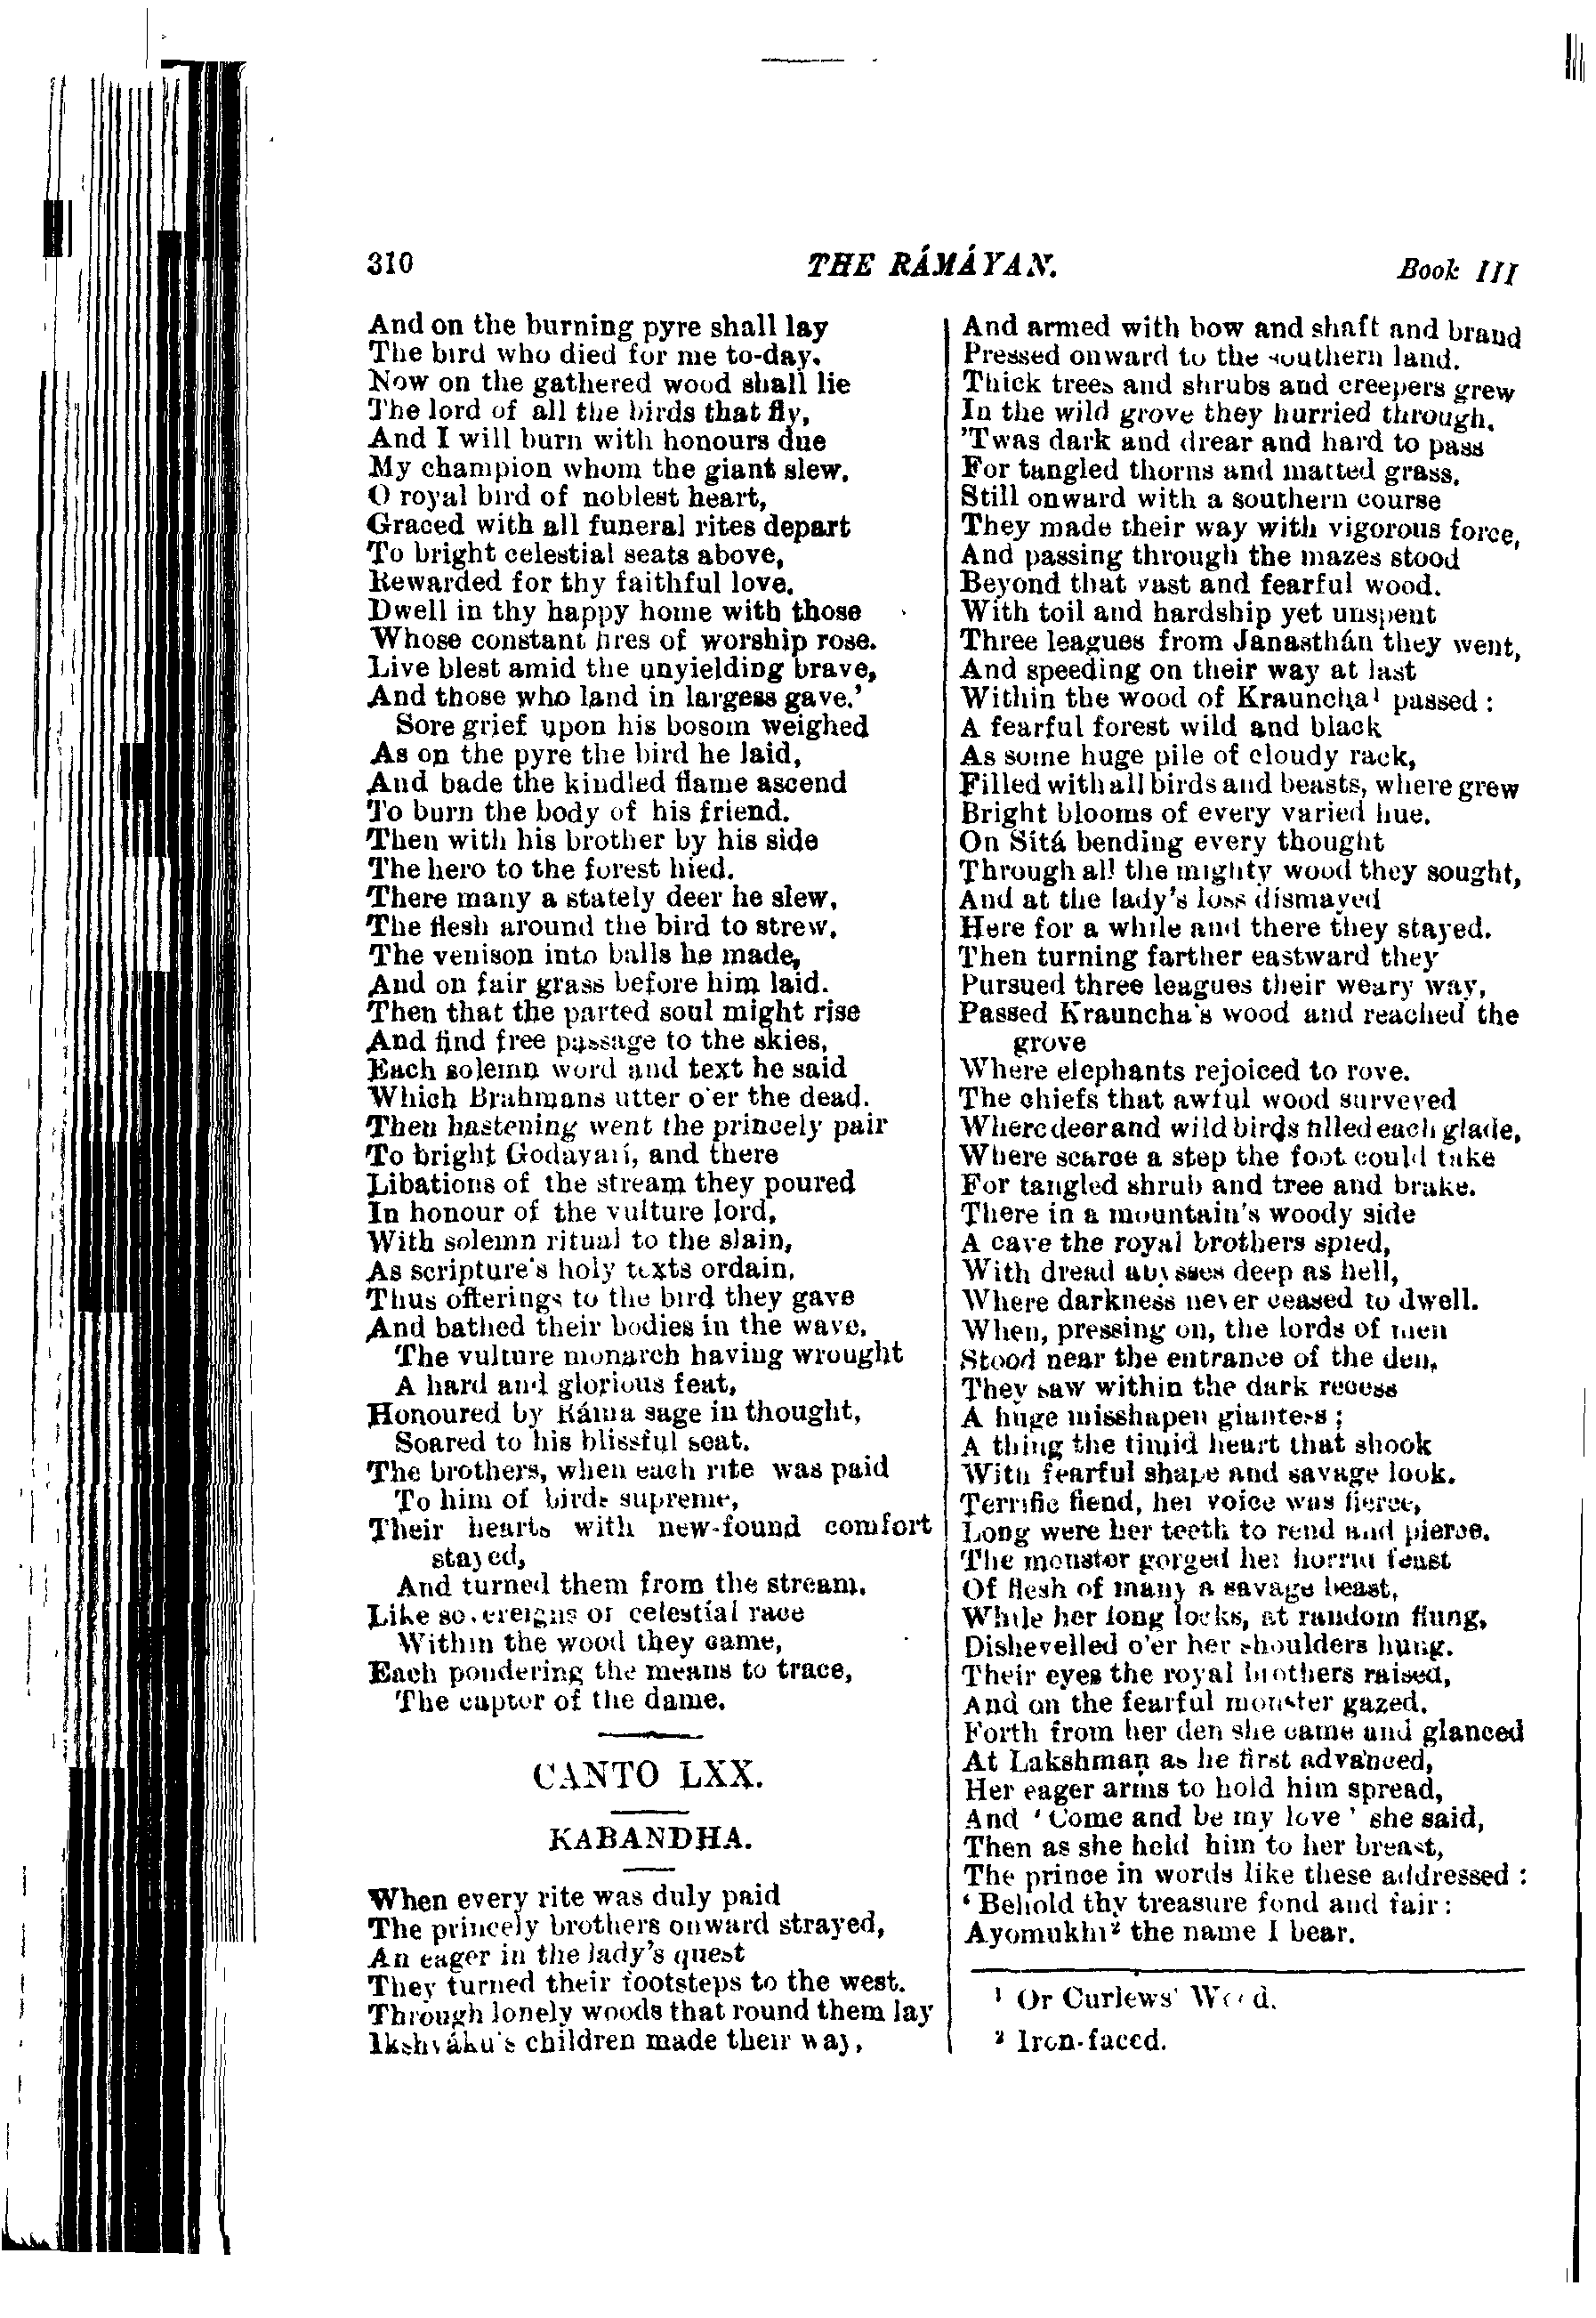 310 THE RÁMÁYAN. Book III
And on the burning pyre shall lay
The bird who died for me to-day.
Now on the gathered wood shall lie
The lord of all the birds that fly,
And I will burn with honours due
My champion whom the giant slew.
O royal bird of noblest heart,
Graced with all funeral rites depart
To bright celestial seats above,
Rewarded for thy faithful love.
Dwell in thy happy home with those
Whose constant fires of worship rose.
Live blest amid the unyielding brave,
And those who land in largess gave.'
Sore grief upon his bosom weighed
As on the pyre the bird he laid,
And bade the kindled flame ascend
To burn the body of his friend.
Then with his brother by his side
The hero to the forest hied.
There many a stately deer he slew,
The flesh around the bird to strew.
The venison into balls he made,
And on fair grass before him laid.
Then that the parted soul might rise
And find free passage to the skies,
Each solemn word and text he said
Which Brahmans utter o'er the dead.
Then hastening went the princely pair
To bright Godávarí, and there
Libations of the stream they poured
In honour of the vulture lord,
With solemn ritual to the slain,
As scripture's holy texts ordain.
Thus offerings to the bird they gave
And bathed their bodies in the wave.
The vulture monarch having wrought
A hard and glorious feat,
Honoured by Ráma sage in thought,
Soared to his blissful seat.
The brothers, when each rite was paid
To him of birds supreme,
Their hearts with new-found comfort
stayed,
And turned them from the stream.
Like sovereigns of celestial race
Within the wood they came,
Each pondering the means to trace,
The captor of the dame.
CANTO LXX.
KABANDHA.
When every rite was duly paid
The princely brothers onward strayed,
An eager in the lady's quest
They turned their footsteps to the west.
Through lonely woods that round them lay
Ikshváku's children made their way,
And armed with bow and shaft and brand
Pressed onward to the southern land.
Thick trees and shrubs and creepers grew
In the wild grove they hurried through.
'Twas dark and drear and hard to pass
For tangled thorns and matted grass.
Still onward with a southern course
They made their way with vigorous force,
And passing through the mazes stood
Beyond that vast and fearful wood.
With toil and hardship yet unspent
Three leagues from Janasthán they went,
And speeding on their way at last
Within the wood of Krauncha¹ passed:
A fearful forest wild and black
As some huge pile of cloudy rack,
Filled with all birds and beasts, where grew
Bright blooms of every varied hue.
On Sítá bending every thought
Through all the mighty wood they sought,
And at the lady's loss dismayed
Here for a while and there they stayed.
Then turning farther eastward they
Pursued three leagues their weary way,
Passed Krauncha's wood and reached the
grove
Where elephants rejoiced to rove.
The chiefs that awful wood surveyed
Where deer and wild birds filled each glade,
Where scarce a step the foot could take
For tangled shrub and tree and brake.
There in a mountain's woody side
A cave the royal brothers spied,
With dread abysses deep as hell,
Where darkness never ceased to dwell.
When, pressing on, the lords of men
Stood near the entrance of the den,
They saw within the dark recess
A huge misshapen giantess;
A thing the timid heart that shook
With fearful shape and savage look.
Terrific fiend, her voice was fierce,
Long were her teeth to rend and pierce.
The monster gorged her horrid feast
Of flesh of many a savage beast,
While her long locks, at random flung,
Dishevelled o'er her shoulders hung.
Their eyes the royal brothers raised,
And on the fearful monster gazed.
Forth from her den she came and glanced
At Lakshmaṇ as he first advanced,
Her eager arms to hold him spread,
And 'Come and be my love' she said,
Then as she held him to her breast,
The prince in words like these addressed:
'Behold thy treasure fond and fair:
Ayomukhi² the name I bear.
¹ Or Curlews' Wood.
² Iron-faced.